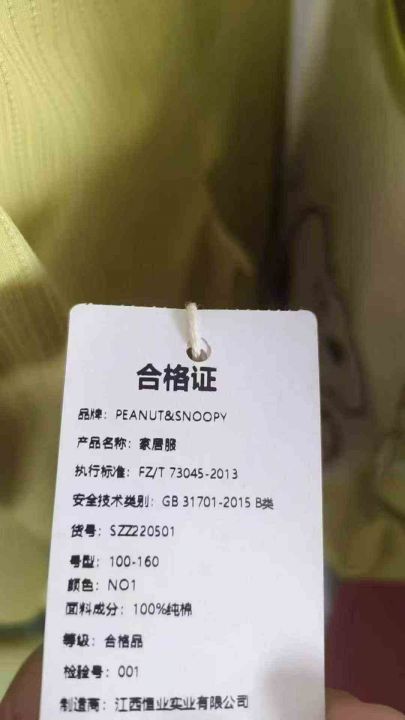 合格证
品牌：PEANUT&SNOOPY
产品名称：家居服
执行标准：FZ/T 73045-2013
安全技术类别：GB 31701-2015 B类
货号：SZZ220501
号型：100-160
颜色：NO1
面料成分：100%纯棉
等级：合格品
检验号：001
制造商：江西恒业实业有限公司